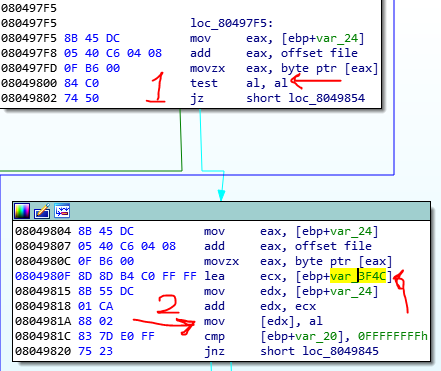 080497F5
080497F5 loc_80497F5:
080497F5 8B 45 DC mov eax, [ebp+var_24]
080497F8 05 40 C6 04 08 add eax, offset file
080497FD 0F B6 00 movzx eax, byte ptr [eax]
08049800 84 C0 test al, al
08049802 74 50 jz short loc_8049854
1
08049804 8B 45 DC mov eax, [ebp+var_24]
08049807 05 40 C6 04 08 add eax, offset file
0804980C 0F B6 00 movzx eax, byte ptr [eax]
0804980F 8D 8D B4 C0 FF FF lea ecx, [ebp+var_3F4C]
08049815 8B 55 DC mov edx, [ebp+var_24]
08049818 01 CA add edx, ecx
0804981A 88 02 mov [edx], al
0804981C 83 7D E0 FF cmp [ebp+var_20], 0FFFFFFFFh
08049820 75 23 jnz short loc_8049845
2